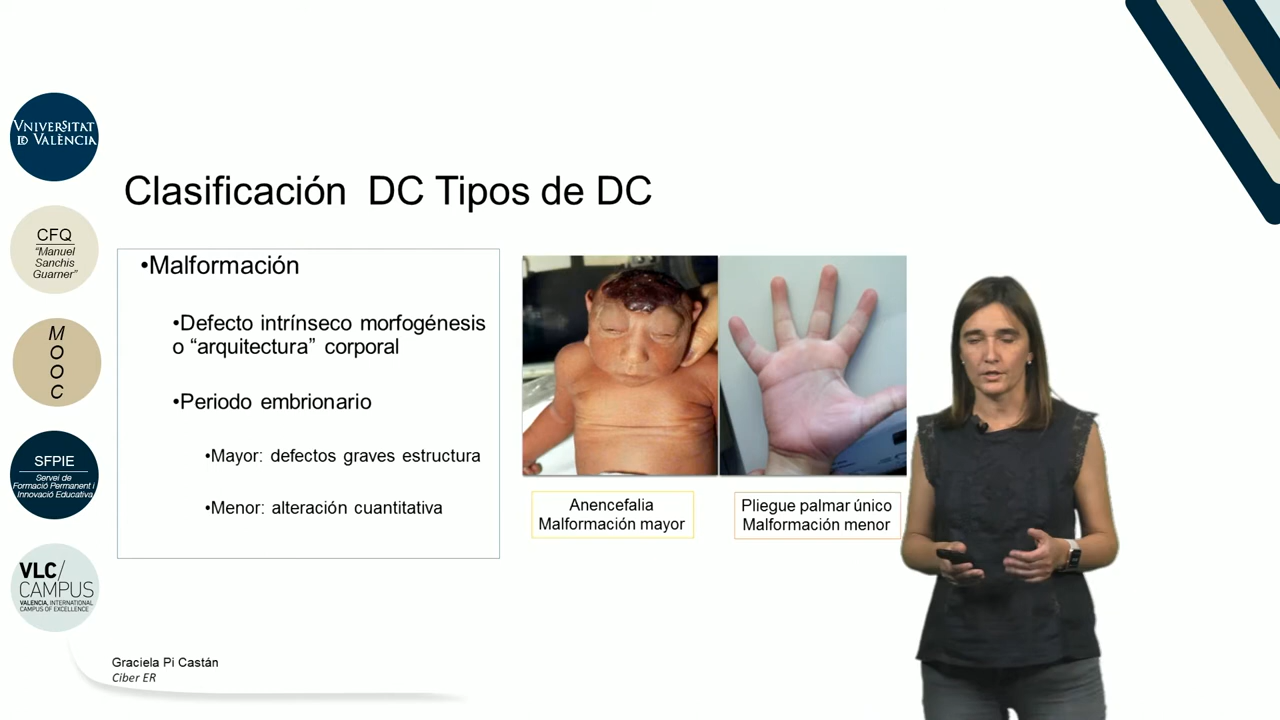 VNIVERSITAT
ID VALÈNCIA
CFQ
"Manuel
Sanchis
Guarner"
M
O
O
C
SFPIE
Servei de
Formació Permanent i
Innovació Educativa
VLC/
CAMPUS
VALENCIA, INTERNATIONAL
CAMPUS OF EXCELLENCE
Clasificación DC Tipos de DC
•Malformación
•Defecto intrínseco morfogénesis
o “arquitectura” corporal
•Periodo embrionario
•Mayor: defectos graves estructura
•Menor: alteración cuantitativa
Anencefalia
Malformación mayor
Pliegue palmar único
Malformación menor
Graciela Pi Castán
Ciber ER